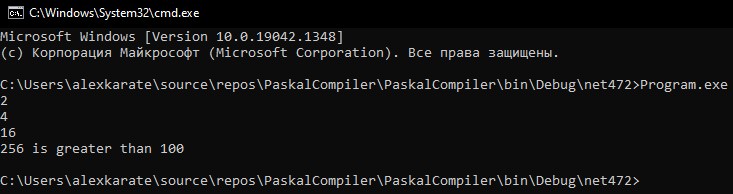 C:\Windows\System32\cmd.exe
Microsoft Windows [Version 10.0.19042.1348]
(c) Корпорация Майкрософт (Microsoft Corporation). Все права защищены.
C:\Users\alexkarate\source\repos\PaskalCompiler\PaskalCompiler\bin\Debug\net472>Program.exe
2
4
16
256 is greater than 100
C:\Users\alexkarate\source\repos\PaskalCompiler\PaskalCompiler\bin\Debug\net472>